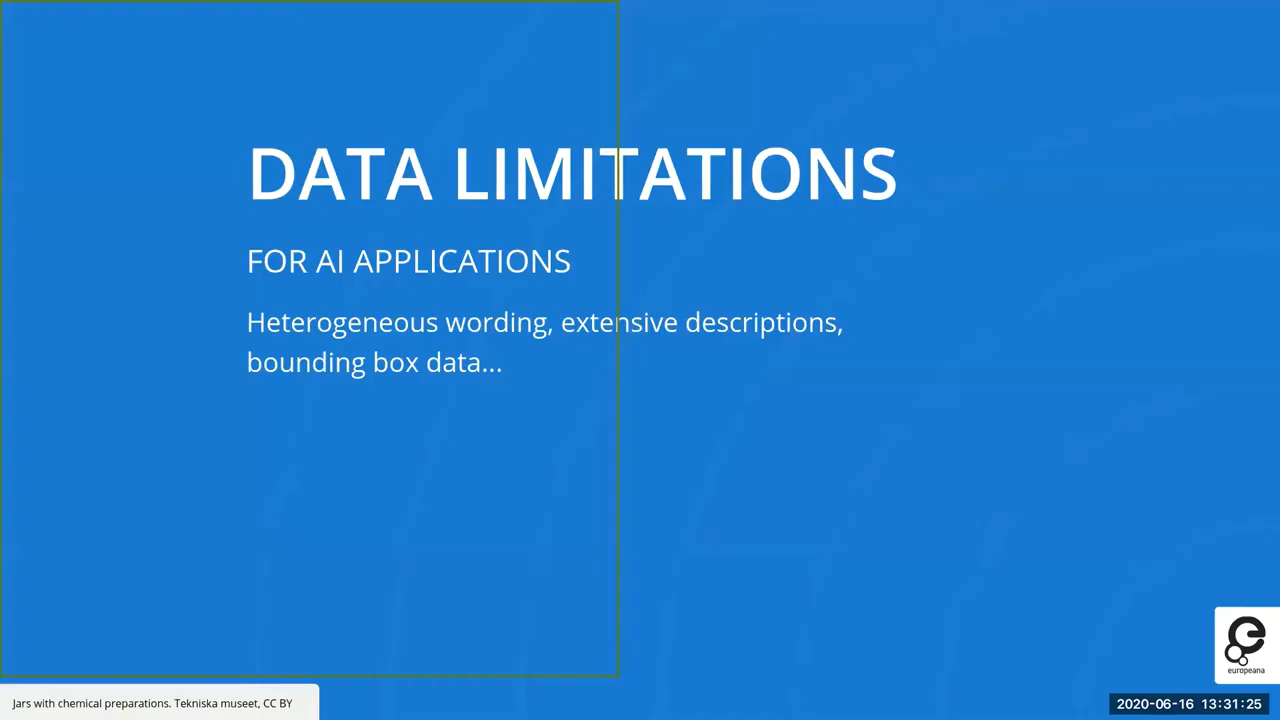 DATA LIMITATIONS
FOR AI APPLICATIONS
Heterogeneous wording, extensive descriptions,
bounding box data...
europeana
Jars with chemical preparations. Tekniska museet, CC BY
2020-06-16 13:31:25